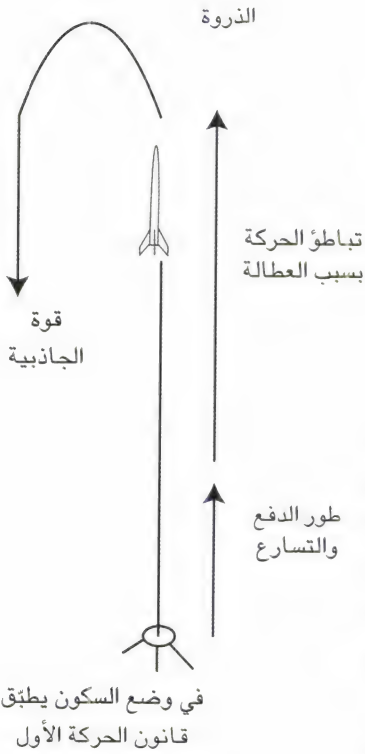 الذروة
تباطؤ الحركة
بسبب العطالة
قوة
الجاذبية
طور الدفع
والتسارع
في وضع السكون يطبّق
قانون الحركة الأول